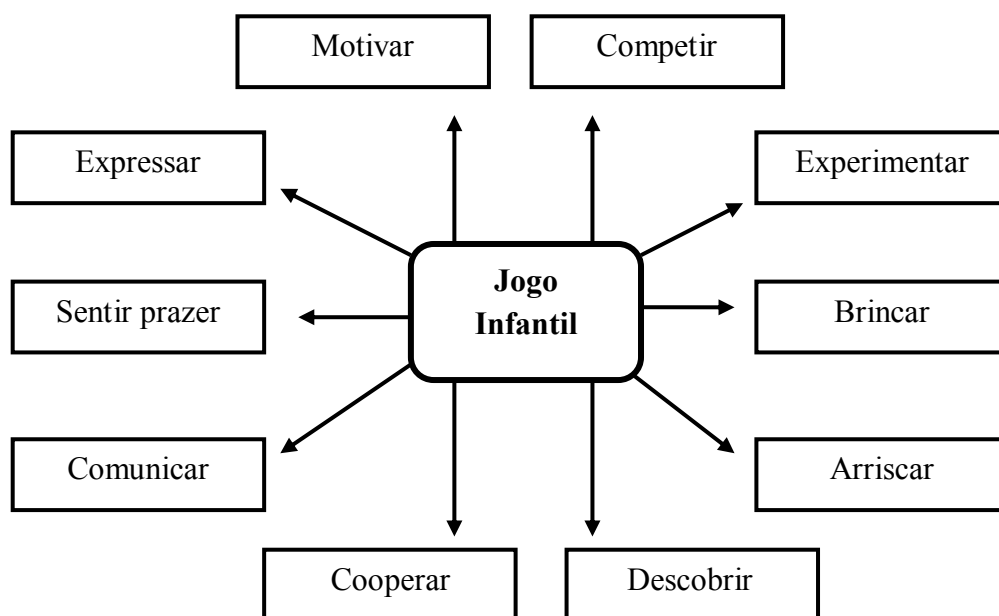 Motivar
Competir
Expressar
Experimentar
Jogo
Infantil
Sentir prazer
Brincar
Comunicar
Arriscar
Cooperar
Descobrir